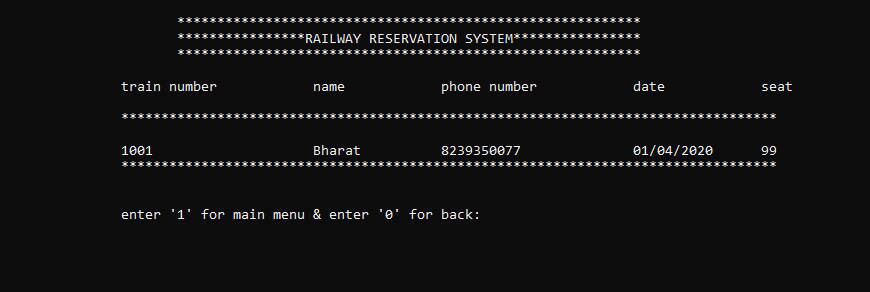 **********************************************************
****************RAILWAY RESERVATION SYSTEM****************
**********************************************************
train number name phone number date seat
**********************************************************************************
1001 Bharat 8239350077 01/04/2020 99
**********************************************************************************
enter '1' for main menu & enter '0' for back: